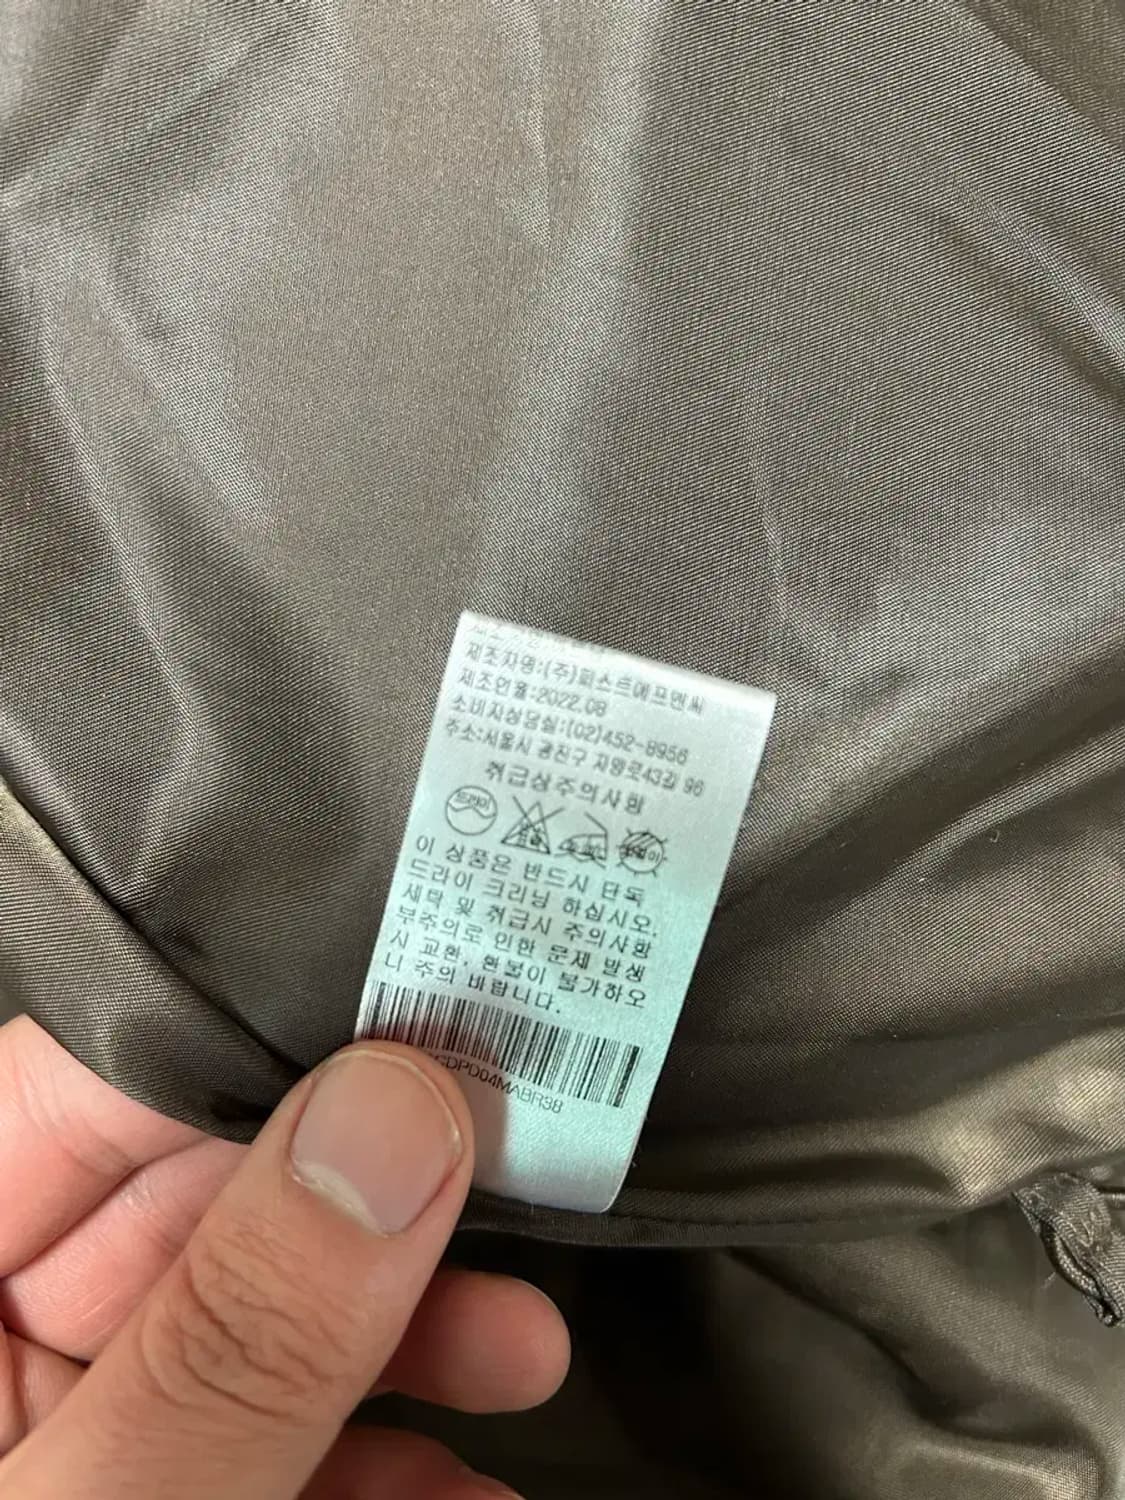 제조자명:(주)퍼스트에프엔씨
제조연월:2022.08
소비자상담실:(02)452-8956
주소:서울시 광진구 자양로43길 96
취급상주의사항
드라이
이 상품은 반드시 단독
드라이 크리닝 하십시오.
세탁 및 취급시 주의사항
부주의로 인한 문제 발생
시 교환, 환불이 불가하오
니 주의 바랍니다.
CDPD04MABR38